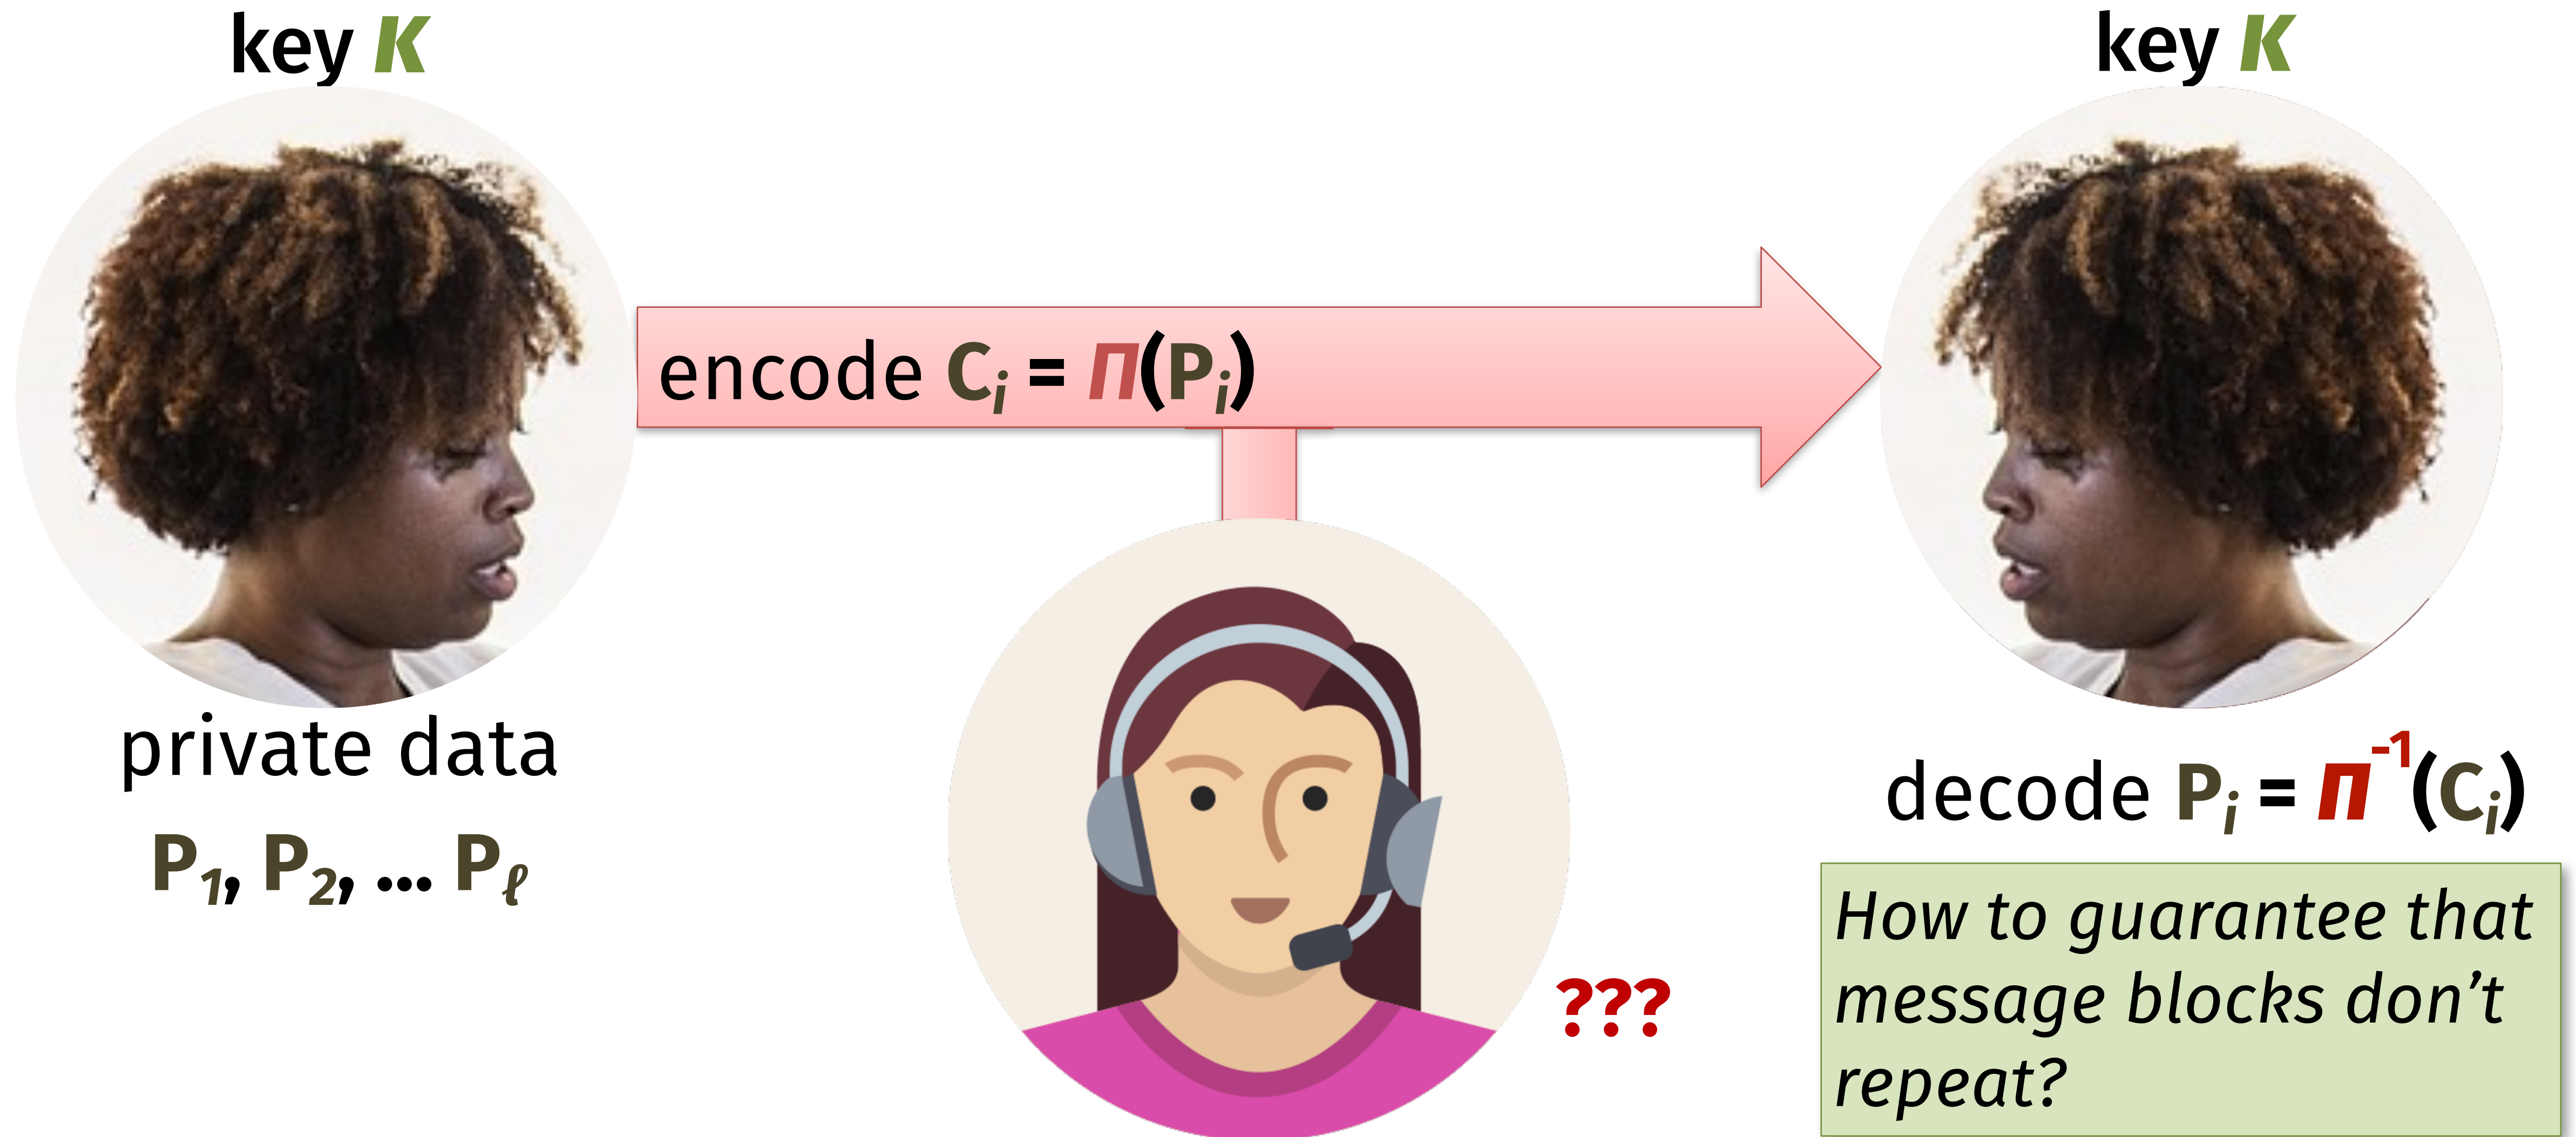 key K
key K
encode Cᵢ = Π(Pᵢ)
private data
P₁, P₂, ... Pℓ
???
decode Pᵢ = Π⁻¹(Cᵢ)
How to guarantee that
message blocks don’t
repeat?